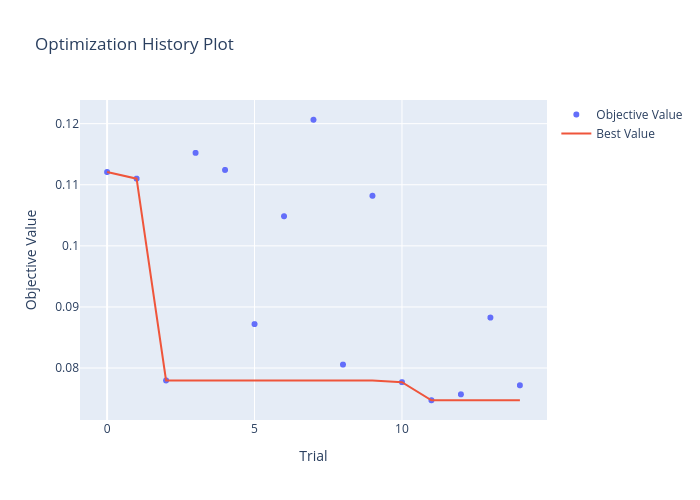 Optimization History Plot
Objective Value
Best Value
0.12
0.11
0.1
0.09
0.08
Objective Value
0
5
10
Trial